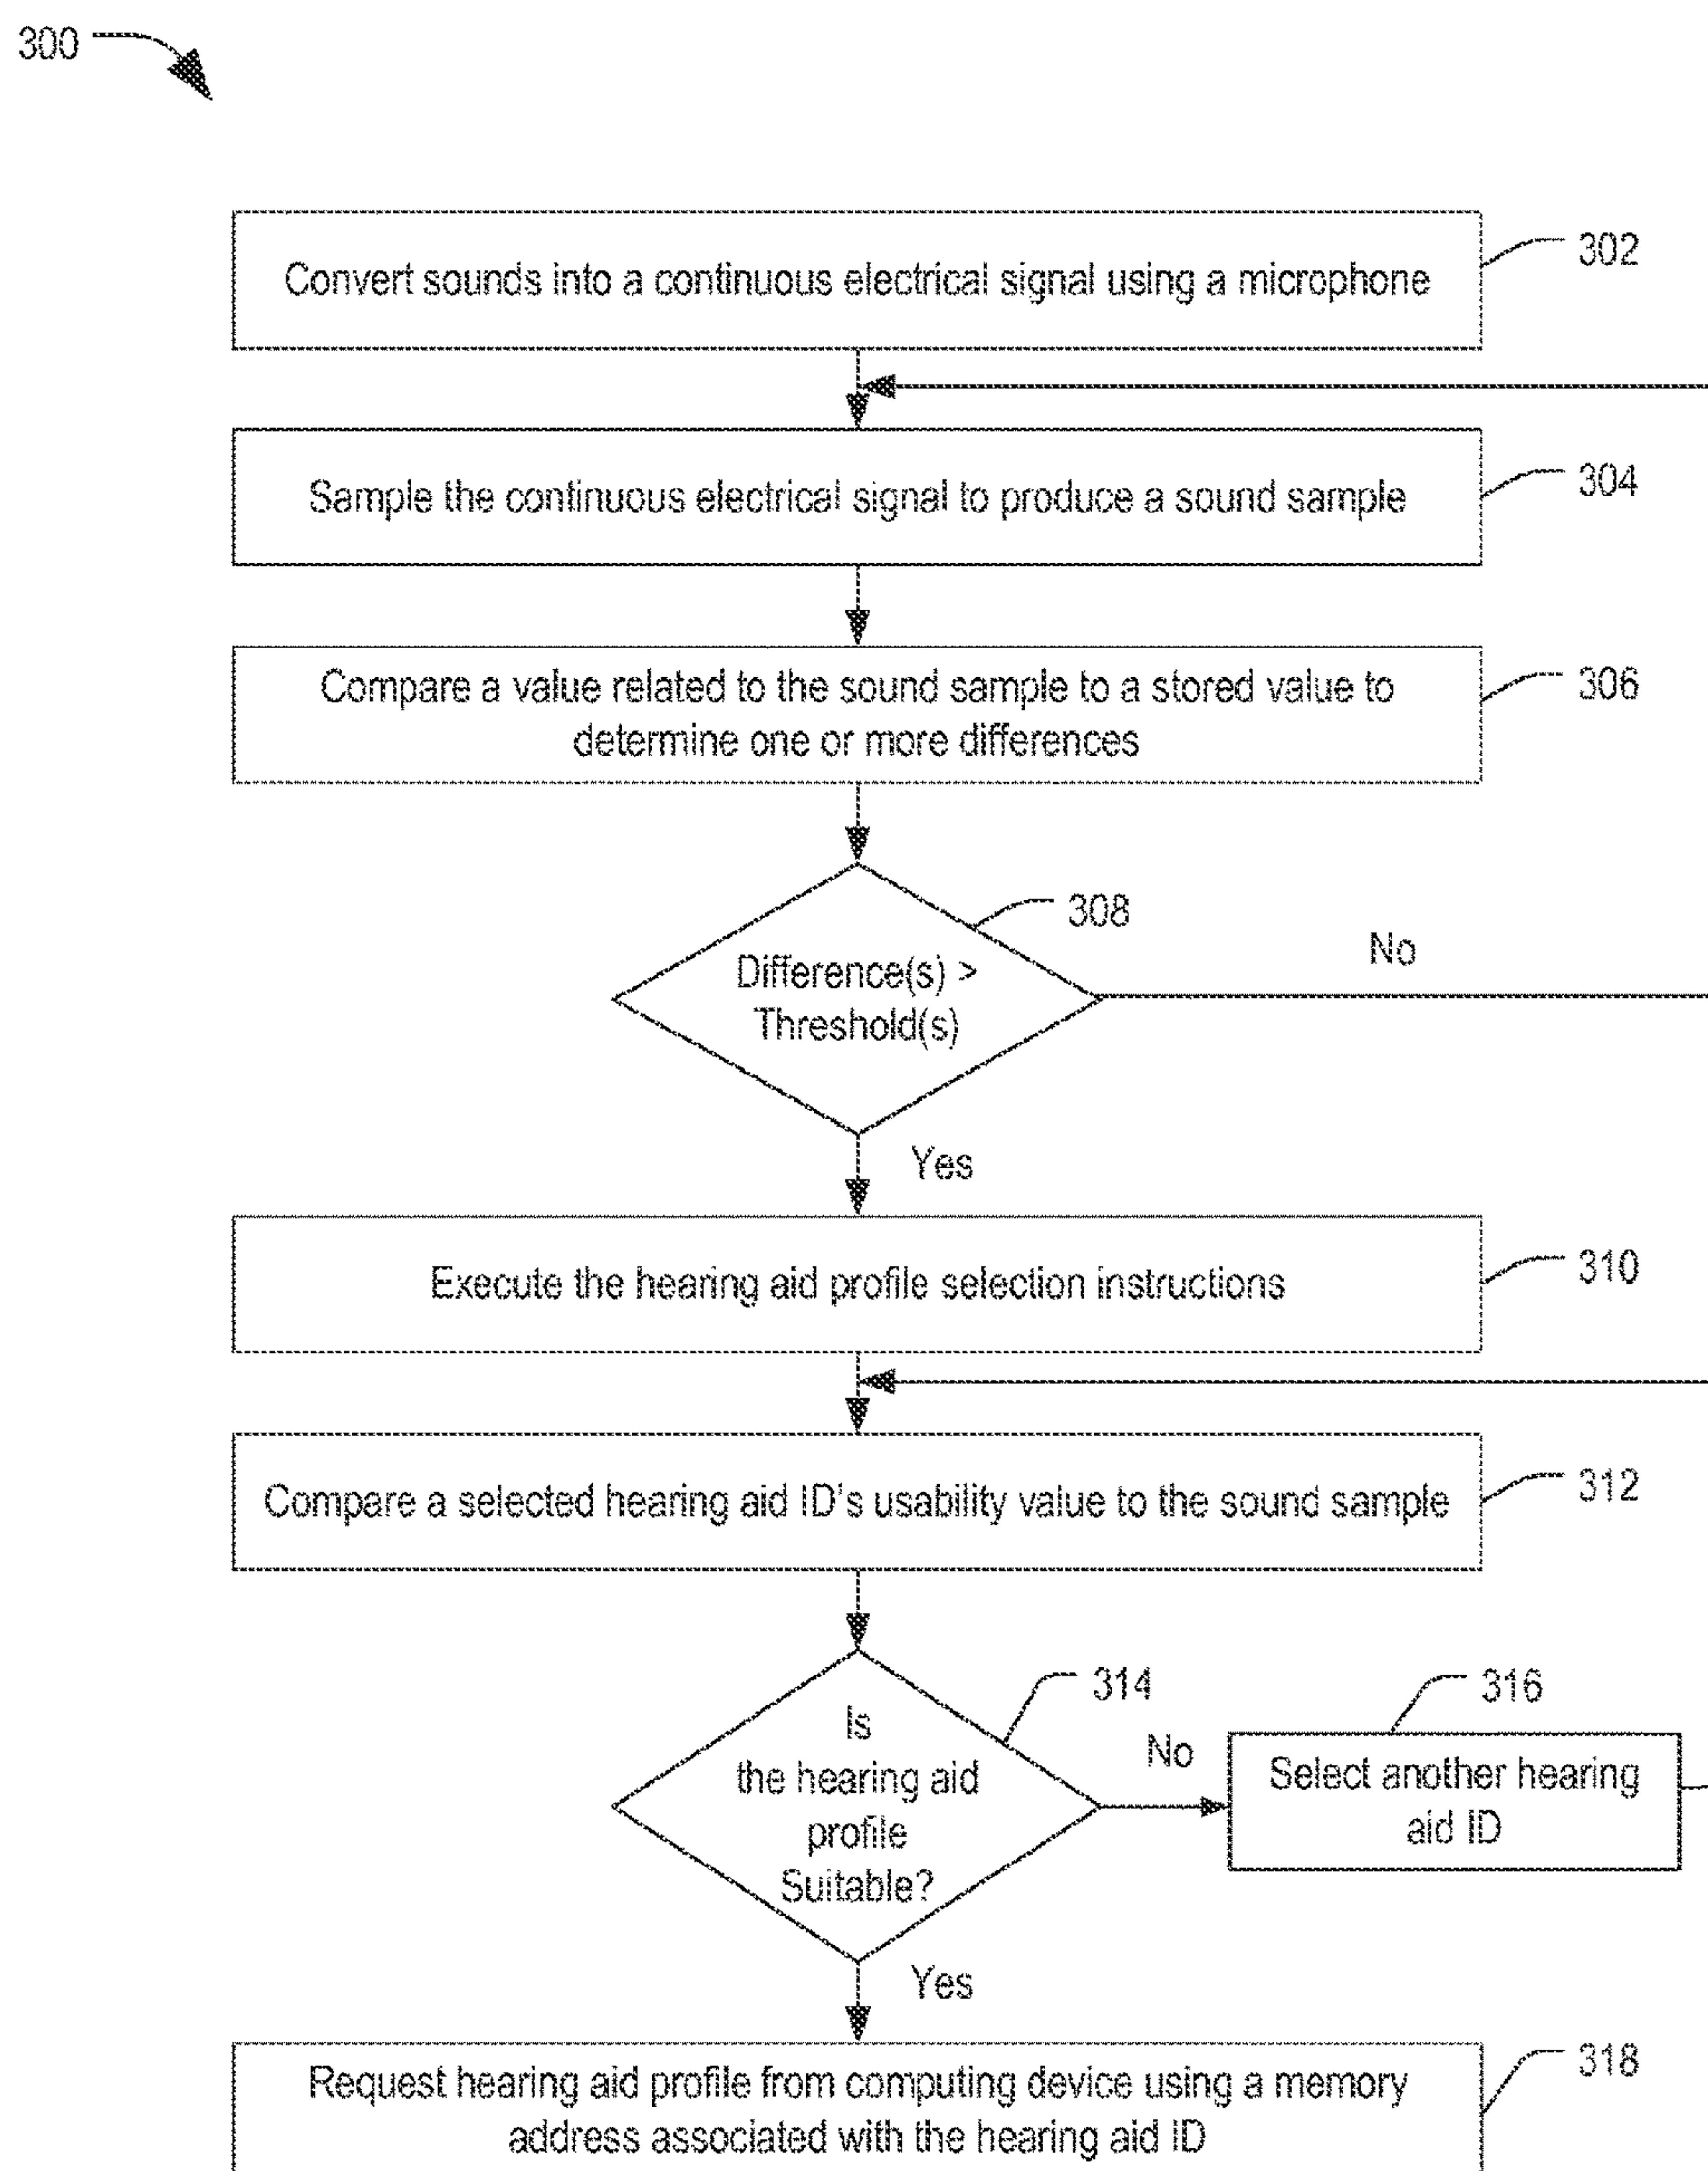 300
Convert sounds into a continuous electrical signal using a microphone
302
Sample the continuous electrical signal to produce a sound sample
304
Compare a value related to the sound sample to a stored value to
determine one or more differences
306
308
Difference(s) >
Threshold(s)
No
Yes
Execute the hearing aid profile selection instructions
310
Compare a selected hearing aid ID's usability value to the sound sample
312
314
Is
the hearing aid
profile
Suitable?
No
316
Select another hearing
aid ID
Yes
Request hearing aid profile from computing device using a memory
address associated with the hearing aid ID
318